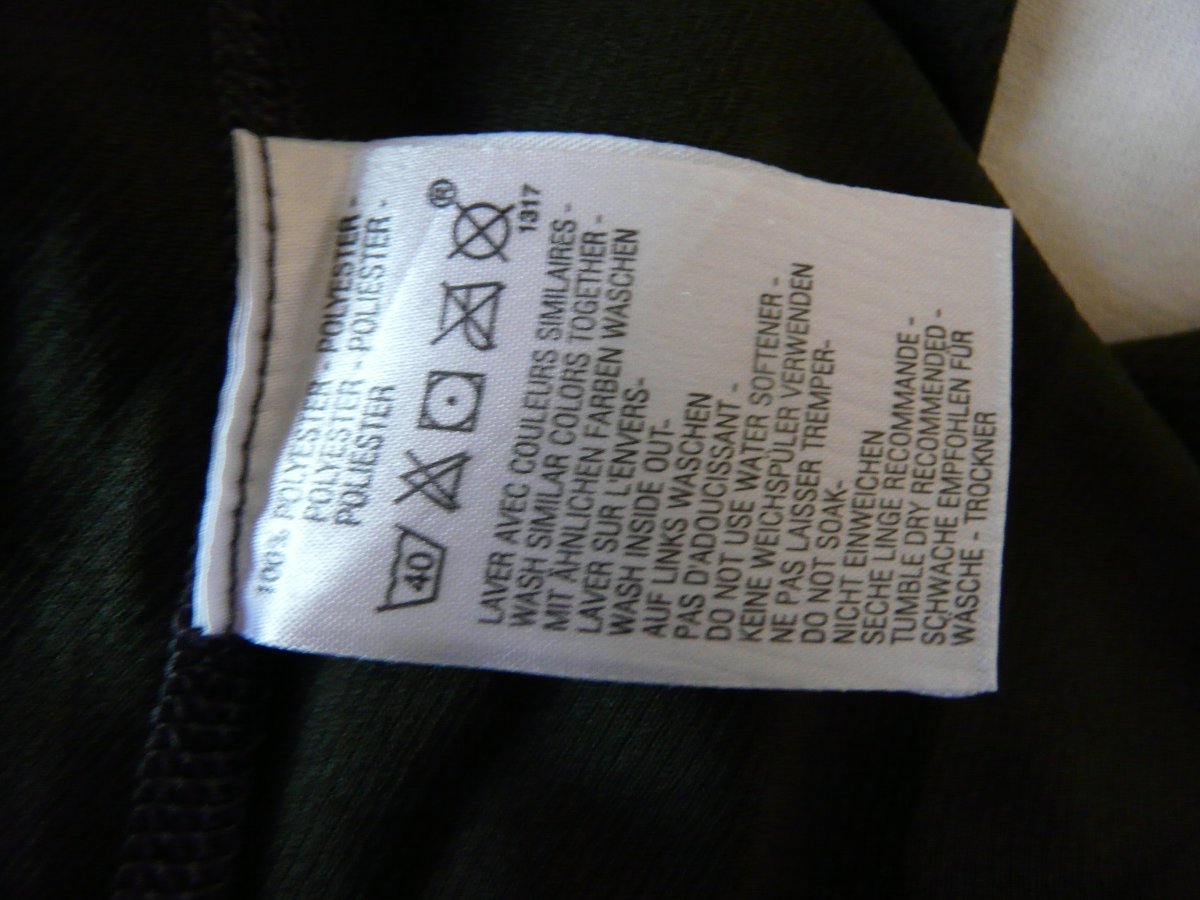 100% POLYESTER - POLYESTER -
POLYESTER - POLIESTER -
POLIESTER
40
®
1317
LAVER AVEC COULEURS SIMILAIRES -
WASH SIMILAR COLORS TOGETHER -
MIT ÄHNLICHEN FARBEN WASCHEN
LAVER SUR L'ENVERS-
WASH INSIDE OUT-
AUF LINKS WASCHEN
PAS D'ADOUCISSANT -
DO NOT USE WATER SOFTENER -
KEINE WEICHSPÜLER VERWENDEN
NE PAS LAISSER TREMPER-
DO NOT SOAK-
NICHT EINWEICHEN
SECHE LINGE RECOMMANDE -
TUMBLE DRY RECOMMENDED -
SCHWACHE EMPFOHLEN FÜR
WASCHE - TROCKNER